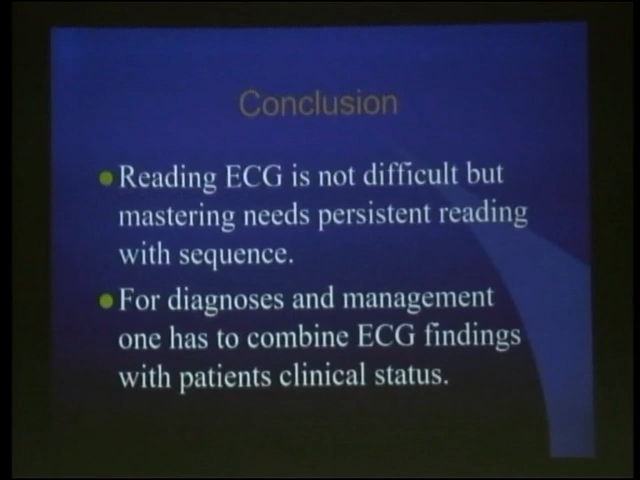 Conclusion
Reading ECG is not difficult but
mastering needs persistent reading
with sequence.
For diagnoses and management
one has to combine ECG findings
with patients clinical status.